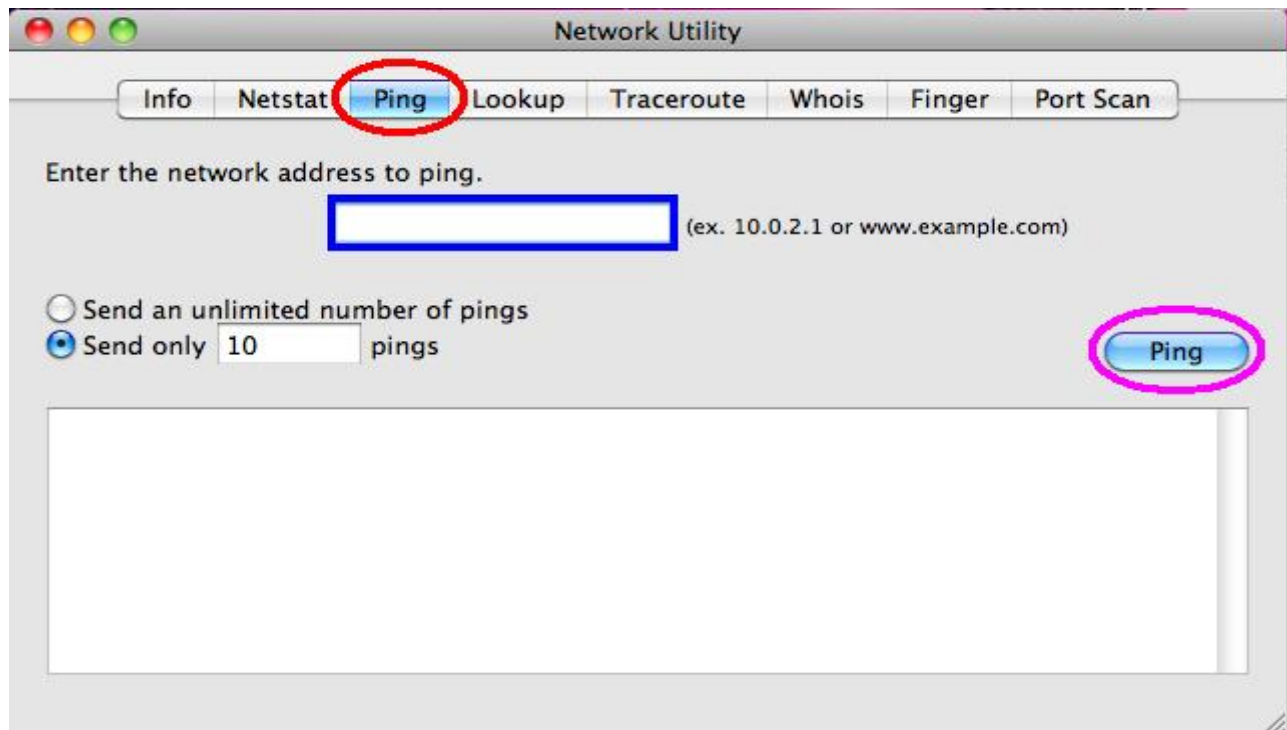 Network Utility
Info Netstat Ping Lookup Traceroute Whois Finger Port Scan
Enter the network address to ping.
(ex. 10.0.2.1 or www.example.com)
Send an unlimited number of pings
Send only 10 pings
Ping